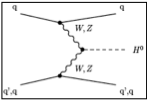 q q
W, Z
H⁰
W, Z
q',q q',q